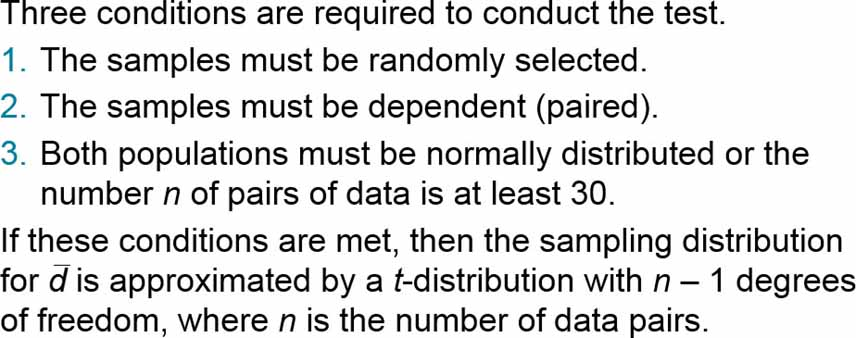 Three conditions are required to conduct the test.
1. The samples must be randomly selected.
2. The samples must be dependent (paired).
3. Both populations must be normally distributed or the
number n of pairs of data is at least 30.
If these conditions are met, then the sampling distribution
for d̅ is approximated by a t-distribution with n – 1 degrees
of freedom, where n is the number of data pairs.